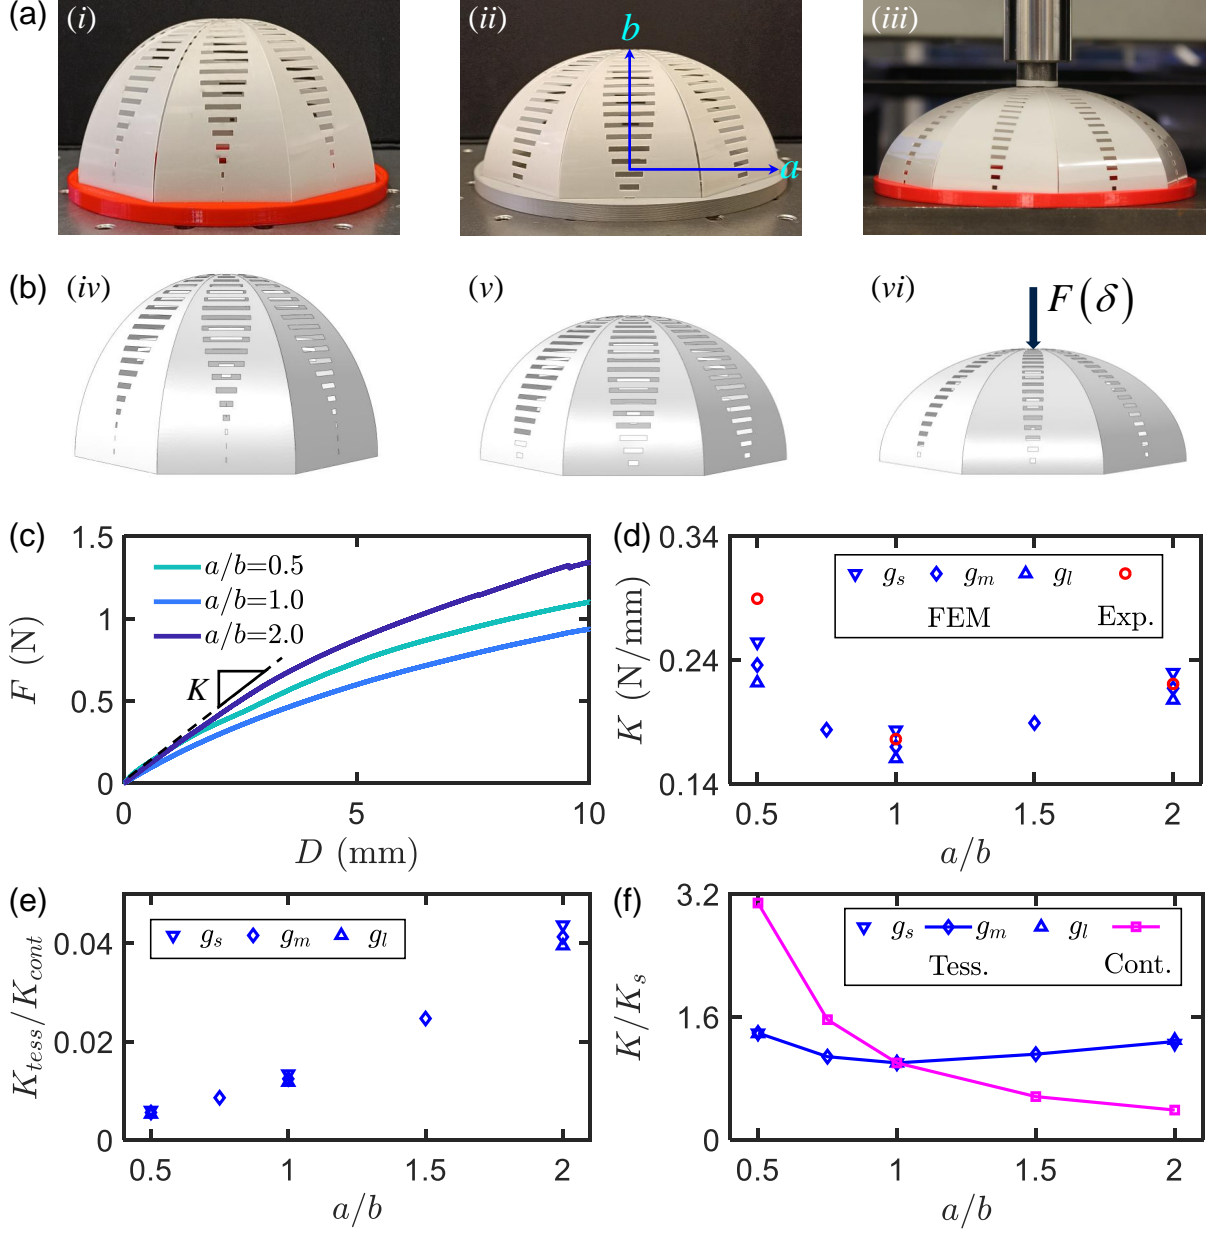 (a) (i) (ii) (iii)
b
a
(b) (iv) (v) (vi)
F(δ)
(c)
1.5
1
0.5
0
F (N)
a/b=0.5
a/b=1.0
a/b=2.0
K
0 5 10
D (mm)
(d)
0.34
0.24
0.14
K (N/mm)
g_s g_m g_l
FEM Exp.
0.5 1 1.5 2
a/b
(e)
0.04
0.02
0
K_tess/K_cont
g_s g_m g_l
0.5 1 1.5 2
a/b
(f)
3.2
1.6
0
K/K_s
g_s g_m g_l
Tess. Cont.
0.5 1 1.5 2
a/b